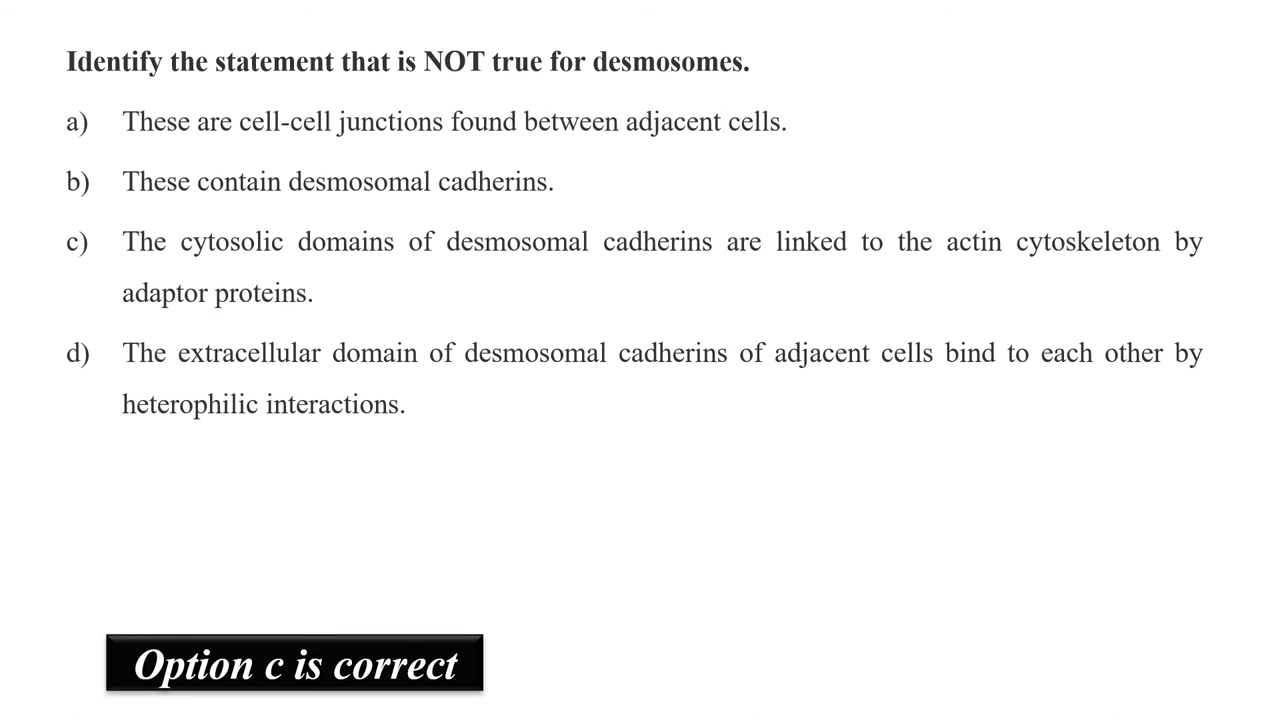 Identify the statement that is NOT true for desmosomes.
a) These are cell-cell junctions found between adjacent cells.
b) These contain desmosomal cadherins.
c) The cytosolic domains of desmosomal cadherins are linked to the actin cytoskeleton by
adaptor proteins.
d) The extracellular domain of desmosomal cadherins of adjacent cells bind to each other by
heterophilic interactions.
Option c is correct